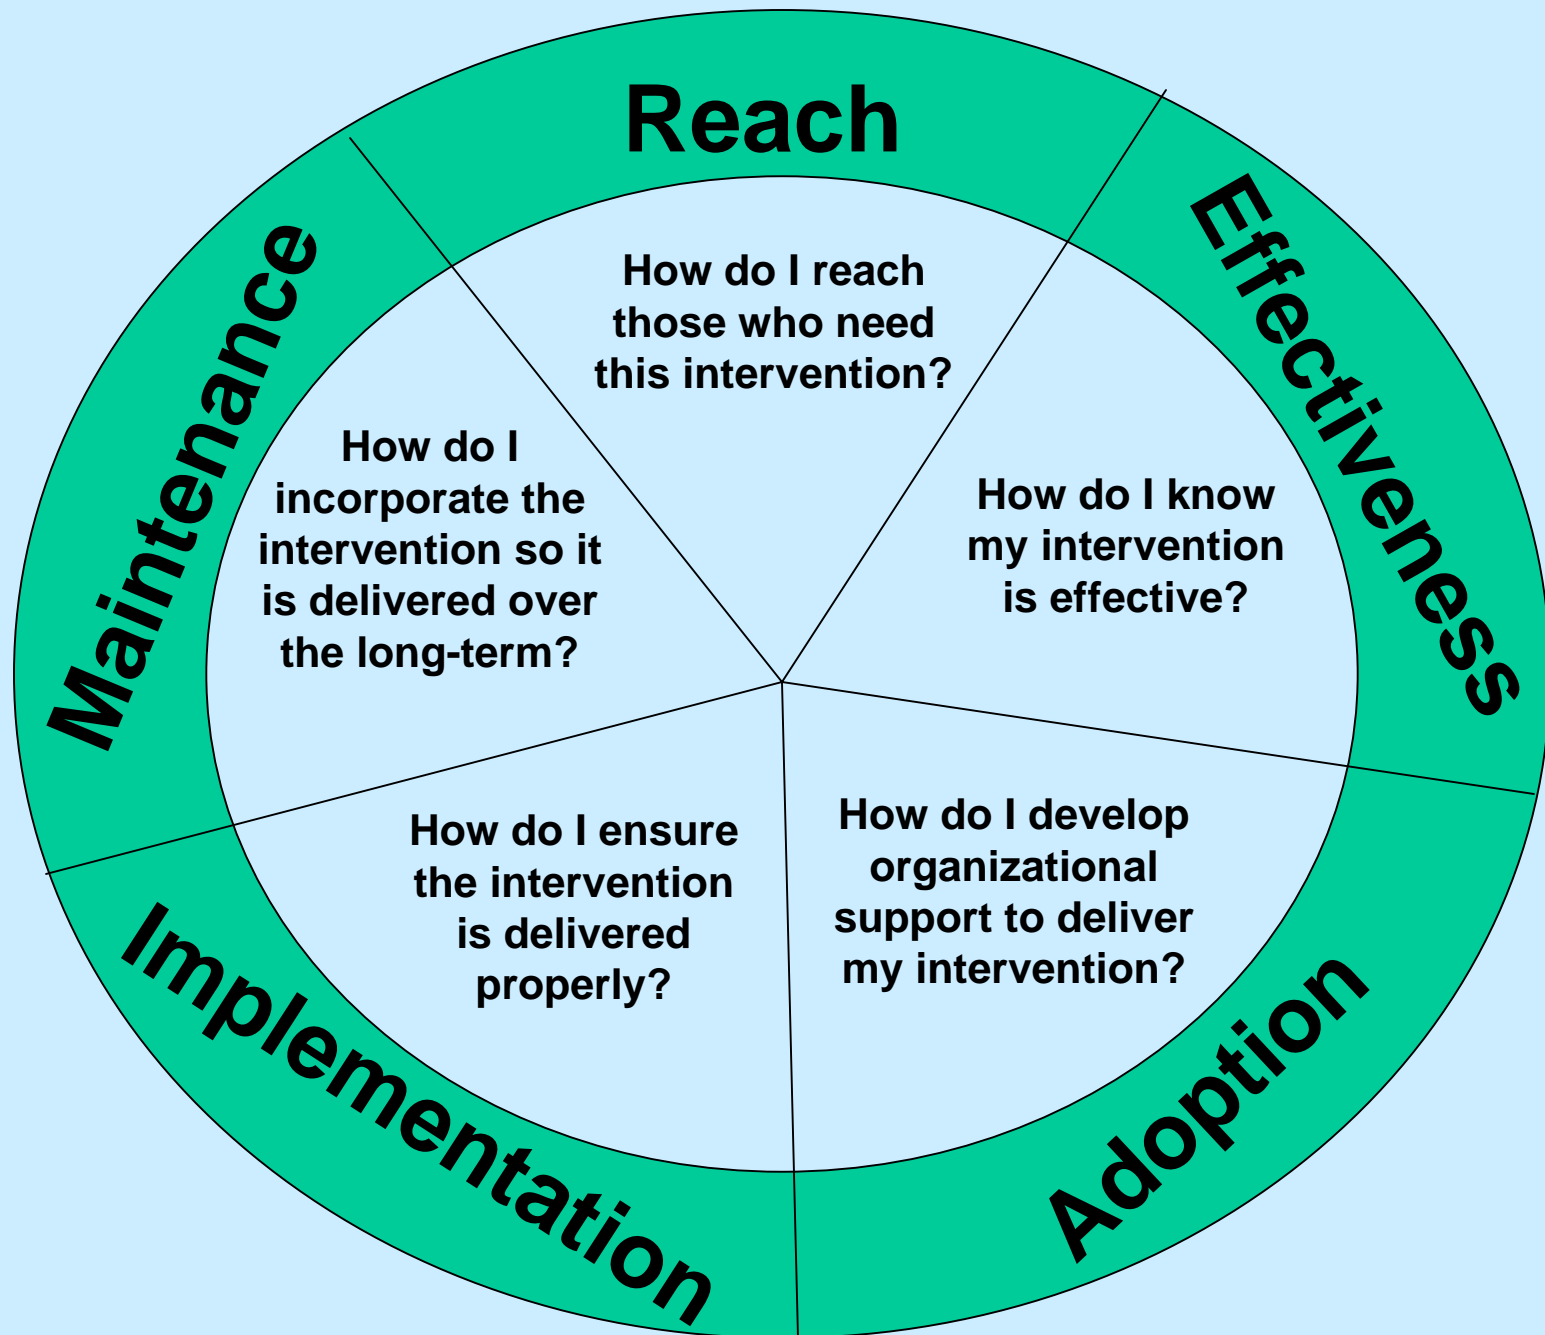 Reach
How do I reach
those who need
this intervention?
Effectiveness
How do I know
my intervention
is effective?
Adoption
How do I develop
organizational
support to deliver
my intervention?
Implementation
How do I ensure
the intervention
is delivered
properly?
Maintenance
How do I
incorporate the
intervention so it
is delivered over
the long-term?